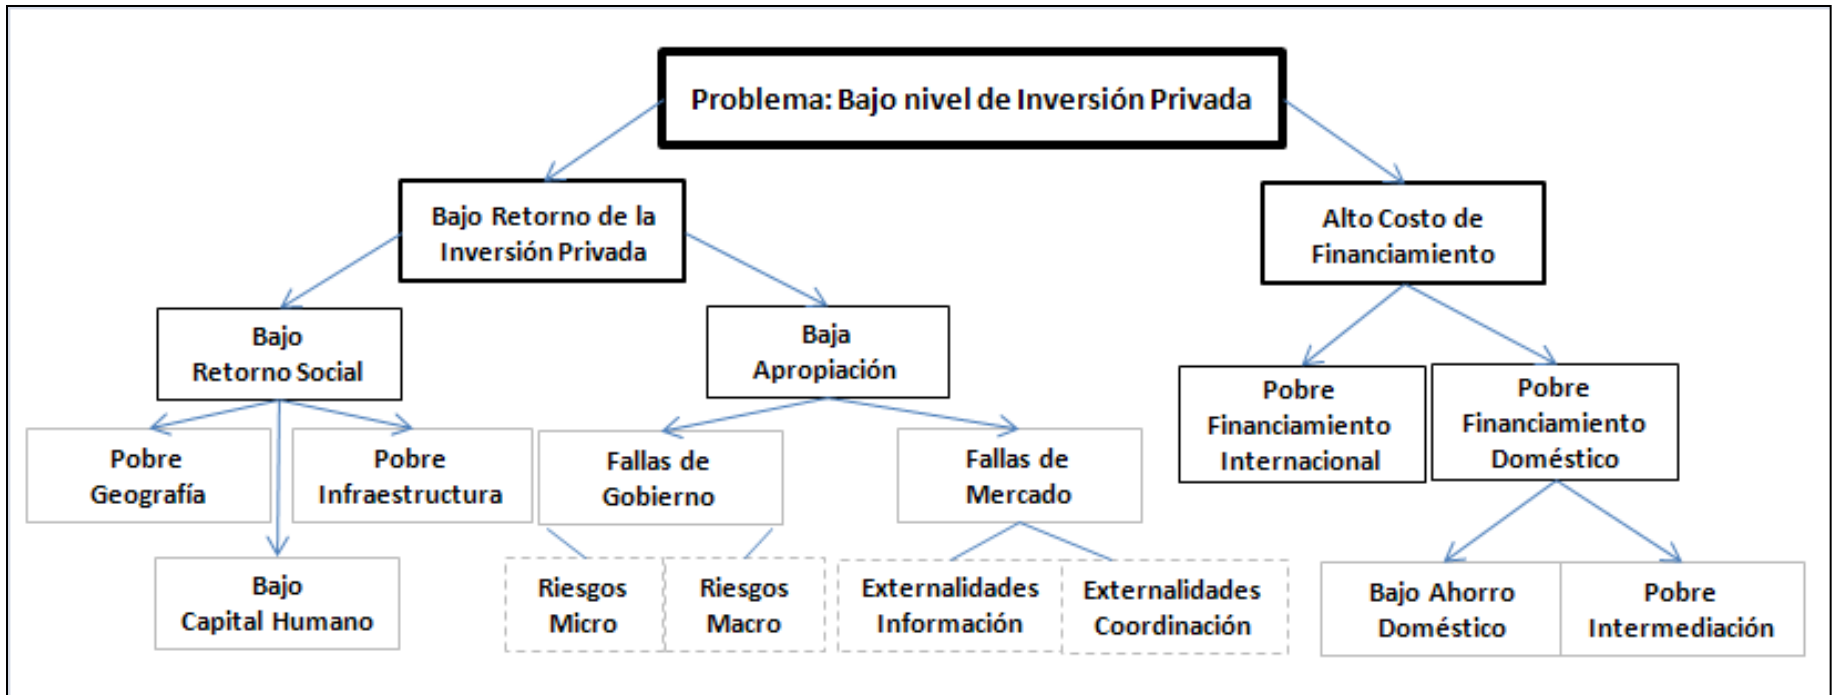 Problema: Bajo nivel de Inversión Privada
Bajo Retorno de la
Inversión Privada
Alto Costo de
Financiamiento
Bajo
Retorno Social
Baja
Apropiación
Pobre
Financiamiento
Internacional
Pobre
Financiamiento
Doméstico
Pobre
Geografía
Pobre
Infraestructura
Fallas de
Gobierno
Fallas de
Mercado
Bajo
Capital Humano
Riesgos
Micro
Riesgos
Macro
Externalidades
Información
Externalidades
Coordinación
Bajo Ahorro
Doméstico
Pobre
Intermediación